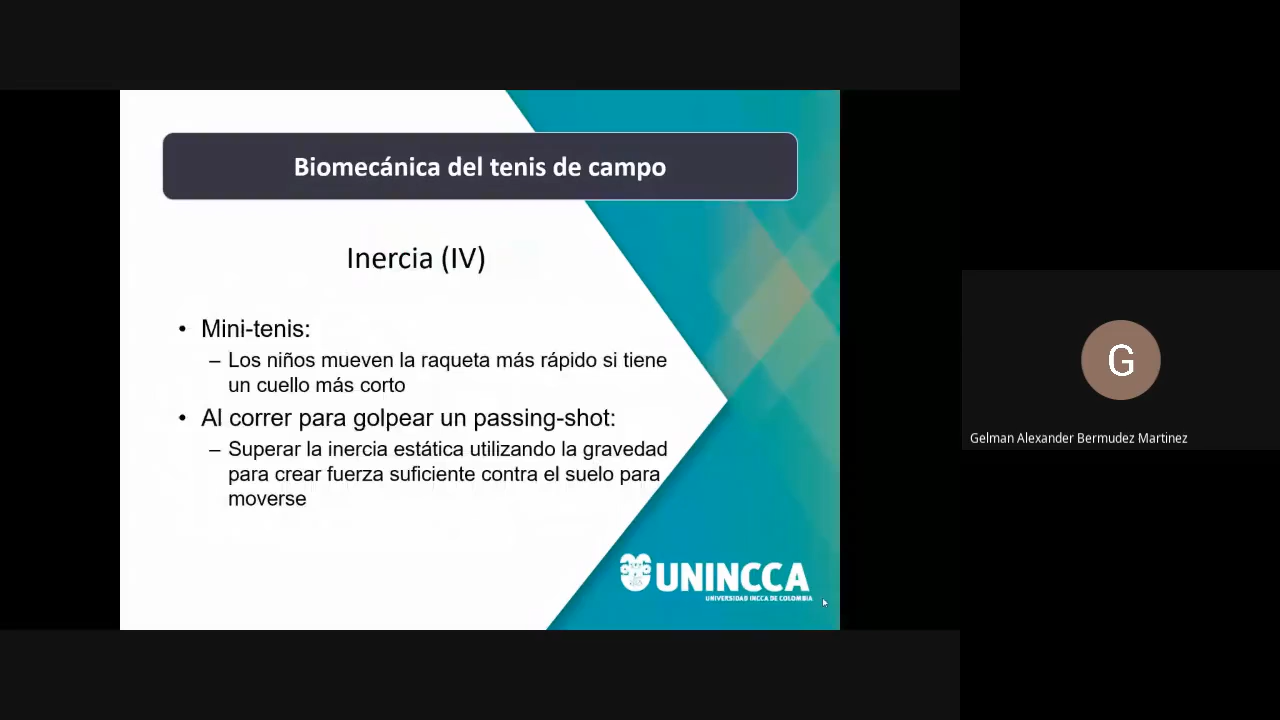 Biomecánica del tenis de campo
Inercia (IV)
• Mini-tenis:
– Los niños mueven la raqueta más rápido si tiene
un cuello más corto
• Al correr para golpear un passing-shot:
– Superar la inercia estática utilizando la gravedad
para crear fuerza suficiente contra el suelo para
moverse
UNINCCA
UNIVERSIDAD INCCA DE COLOMBIA
G
Gelman Alexander Bermudez Martinez